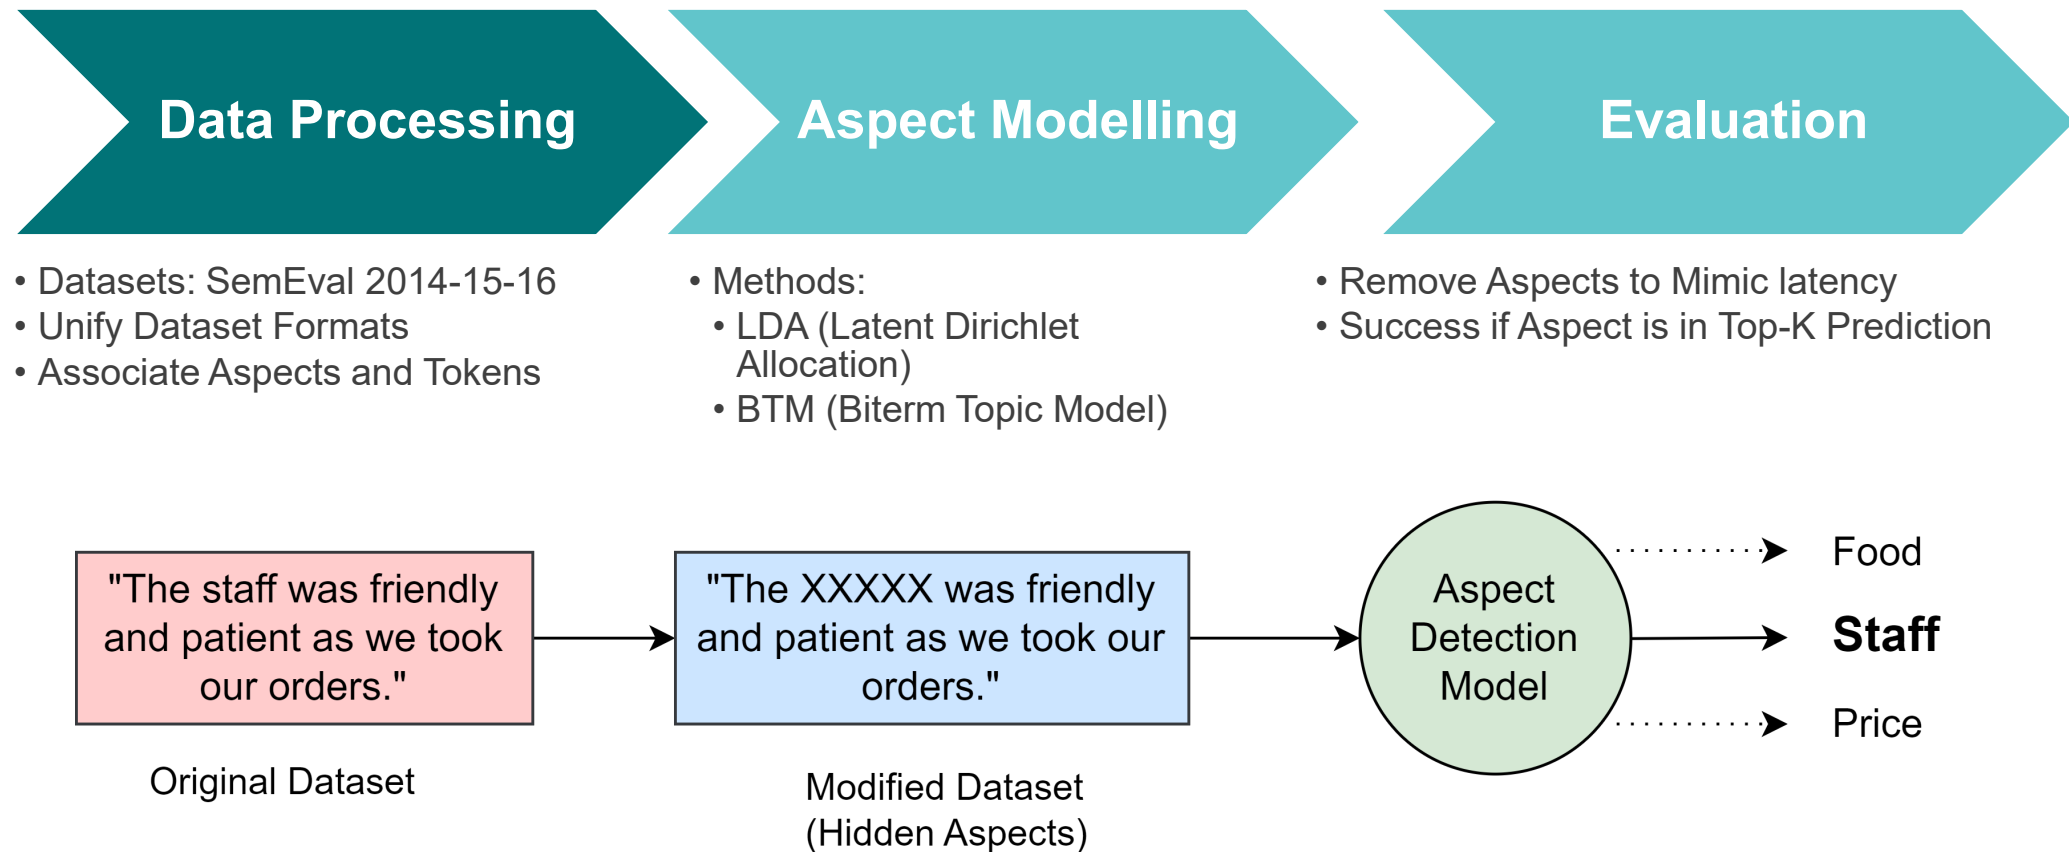 Data Processing
Aspect Modelling
Evaluation
• Datasets: SemEval 2014-15-16
• Unify Dataset Formats
• Associate Aspects and Tokens
• Methods:
• LDA (Latent Dirichlet
Allocation)
• BTM (Biterm Topic Model)
• Remove Aspects to Mimic latency
• Success if Aspect is in Top-K Prediction
"The staff was friendly
and patient as we took
our orders."
Original Dataset
"The XXXXX was friendly
and patient as we took our
orders."
Modified Dataset
(Hidden Aspects)
Aspect
Detection
Model
Food
Staff
Price